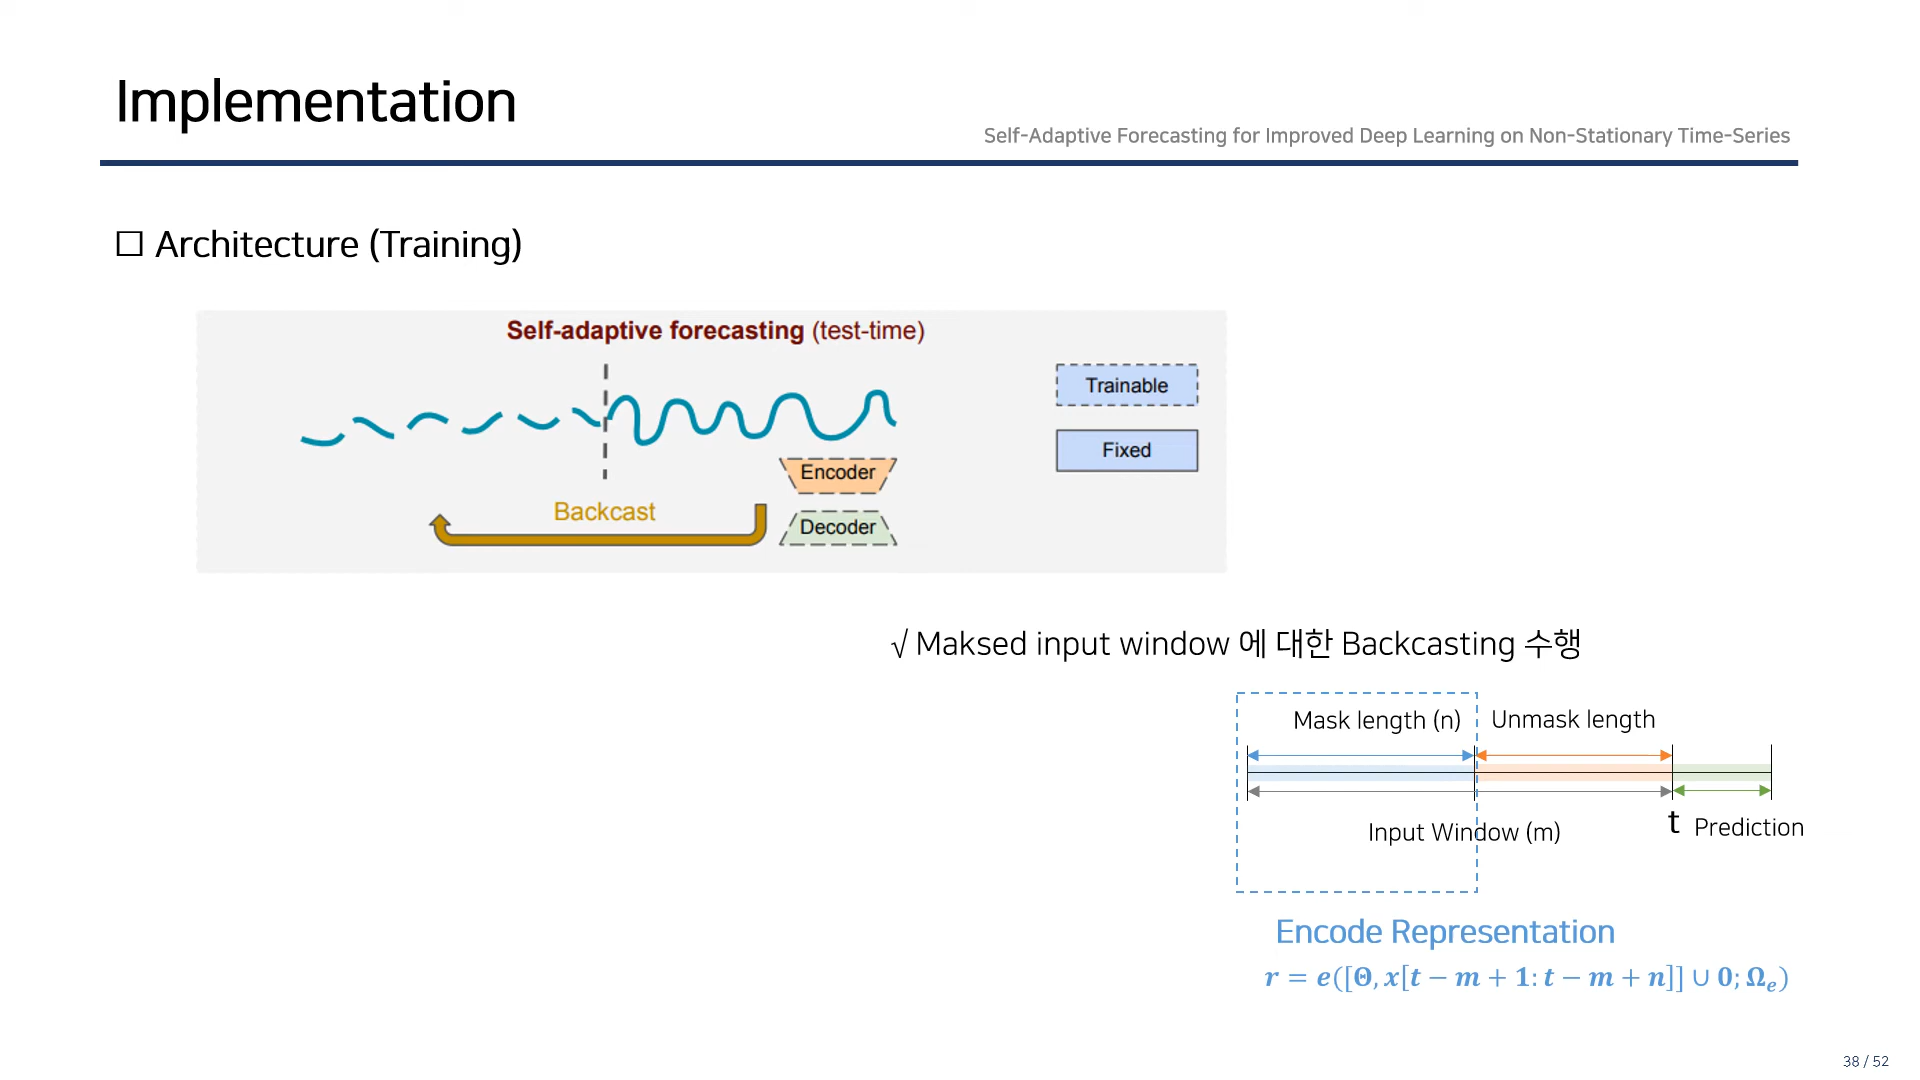 Implementation
Self-Adaptive Forecasting for Improved Deep Learning on Non-Stationary Time-Series
□ Architecture (Training)
Self-adaptive forecasting (test-time)
Trainable
Fixed
Encoder
Backcast
Decoder
√ Maksed input window 에 대한 Backcasting 수행
Mask length (n) Unmask length
Input Window (m)
t Prediction
Encode Representation
r = e([Θ, x[t − m + 1: t − m + n]] ∪ 0; Ωₑ)
38 / 52